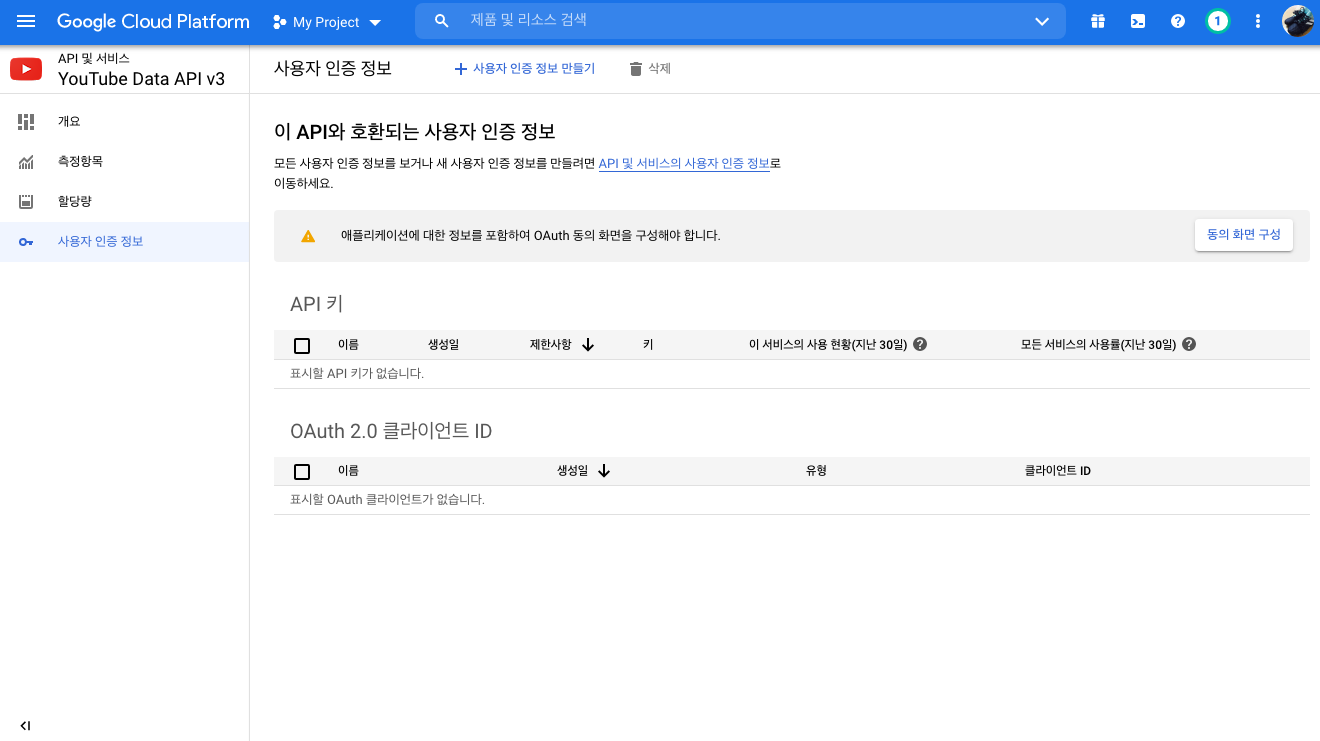 Google Cloud Platform
My Project
제품 및 리소스 검색
1
API 및 서비스
YouTube Data API v3
사용자 인증 정보
사용자 인증 정보 만들기
삭제
개요
측정항목
할당량
사용자 인증 정보
이 API와 호환되는 사용자 인증 정보
모든 사용자 인증 정보를 보거나 새 사용자 인증 정보를 만들려면 API 및 서비스의 사용자 인증 정보로
이동하세요.
애플리케이션에 대한 정보를 포함하여 OAuth 동의 화면을 구성해야 합니다.
동의 화면 구성
API 키
이름 생성일 제한사항 키 이 서비스의 사용 현황(지난 30일) 모든 서비스의 사용률(지난 30일)
표시할 API 키가 없습니다.
OAuth 2.0 클라이언트 ID
이름 생성일 유형 클라이언트 ID
표시할 OAuth 클라이언트가 없습니다.